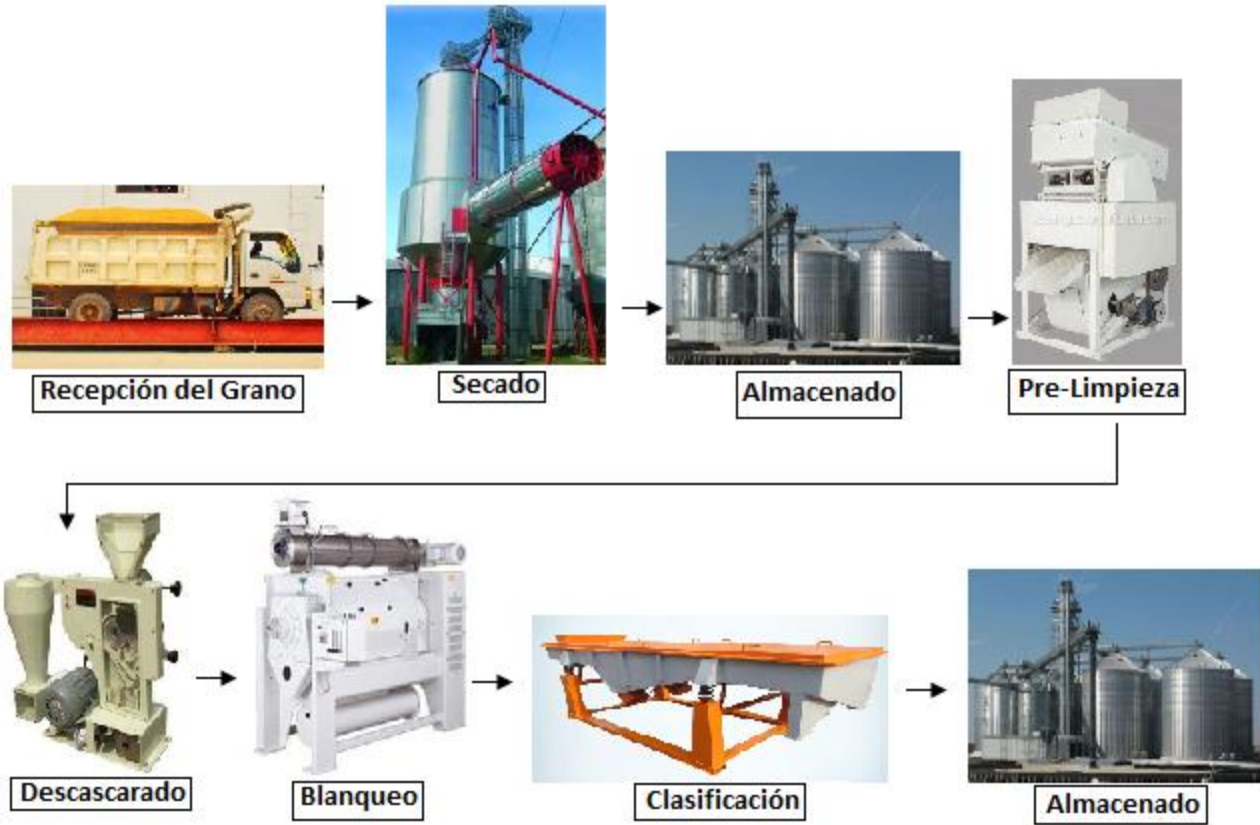 Recepción del Grano
Secado
Almacenado
Pre-Limpieza
Descascarado
Blanqueo
Clasificación
Almacenado